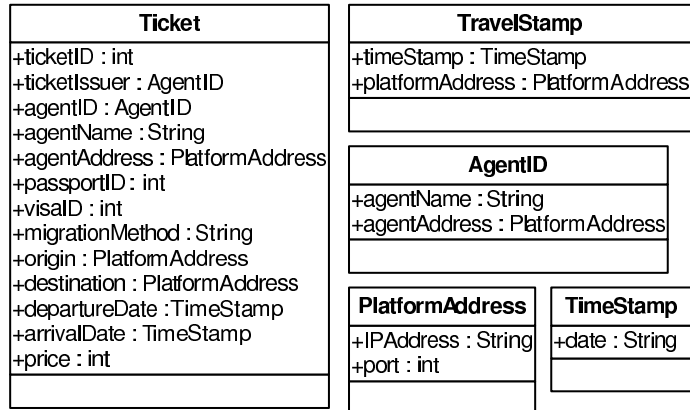 Ticket
+ticketID : int
+ticketIssuer : AgentID
+agentID : AgentID
+agentName : String
+agentAddress : PlatformAddress
+passportID : int
+visaID : int
+migrationMethod : String
+origin : PlatformAddress
+destination : PlatformAddress
+departureDate : TimeStamp
+arrivalDate : TimeStamp
+price : int
TravelStamp
+timeStamp : TimeStamp
+platformAddress : PlatformAddress
AgentID
+agentName : String
+agentAddress : PlatformAddress
PlatformAddress
+IPAddress : String
+port : int
TimeStamp
+date : String